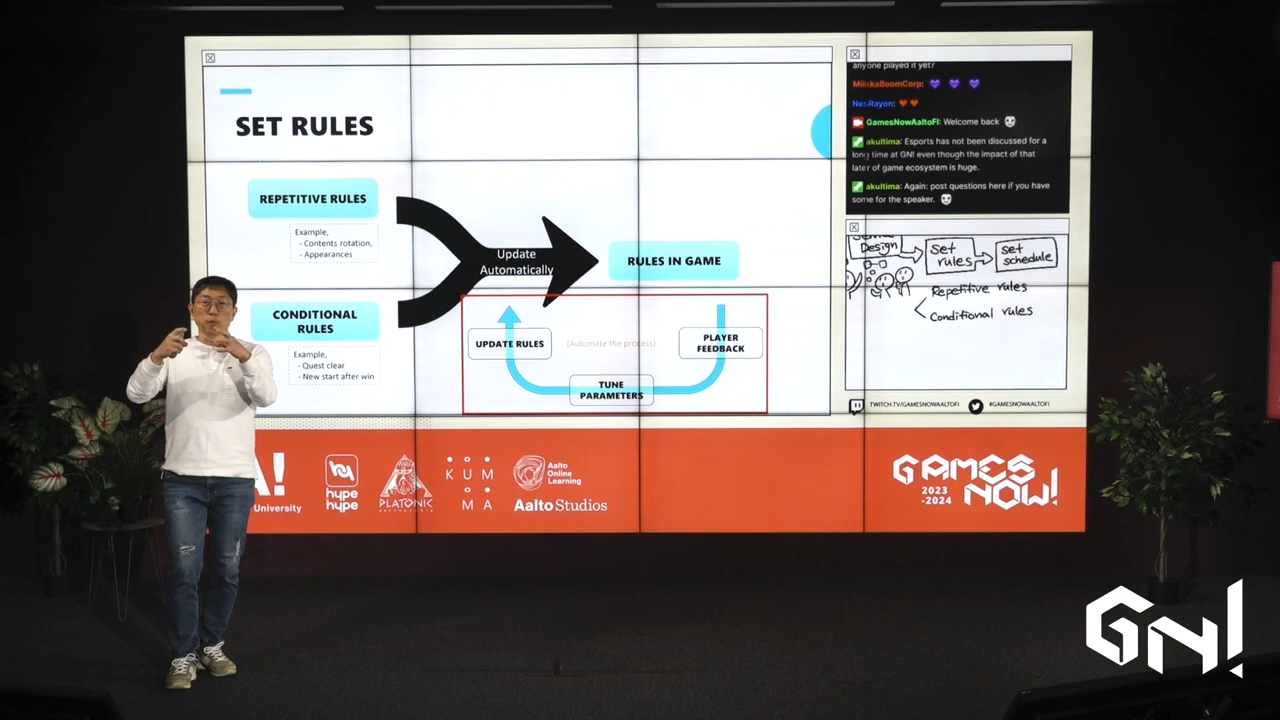 SET RULES
REPETITIVE RULES
Example,
- Contents rotation,
- Appearances
CONDITIONAL
RULES
Example,
- Quest clear
- New start after win
Update
Automatically
RULES IN GAME
UPDATE RULES
(Automate the process)
PLAYER
FEEDBACK
TUNE
PARAMETERS
anyone played it yet?
MiikkaBoomCorp: 💜 💜 💜
NenRayon:
GamesNowAaltoFI: Welcome back
akultima: Esports has not been discussed for a
long time at GN! even though the impact of that
later of game ecosystem is huge.
akultima: Again: post questions here if you have
some for the speaker.
Design
Set
rules
Set
schedule
Repetitive rules
Conditional rules
TWITCH.TV/GAMESNOWAALTOFI
#GAMESNOWAALTOFI
A!
University
hype
hype
PLATONIC
KUM
MA
Aalto
Online
Learning
Aalto Studios
GAMES
NOW!
2023
-2024
GN!